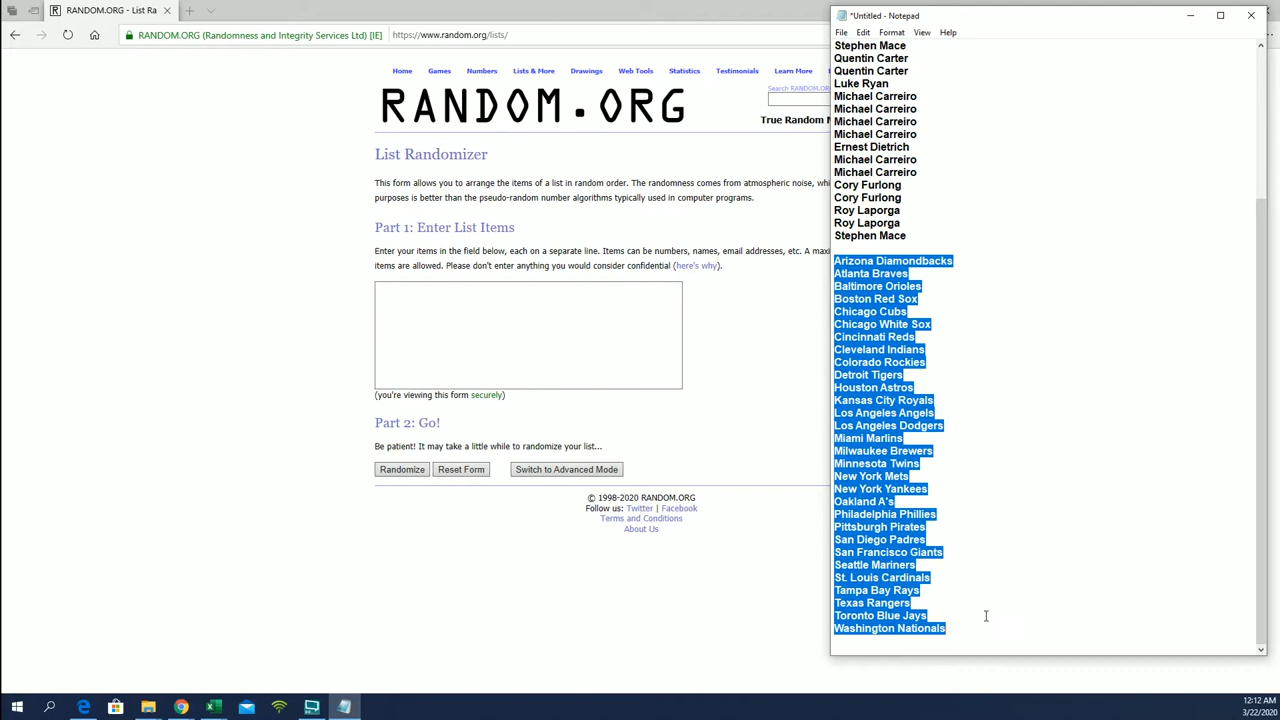 RANDOM.ORG - List Ra
*Untitled - Notepad
RANDOM.ORG (Randomness and Integrity Services Ltd) [IE]
https://www.random.org/lists/
File Edit Format View Help
Home Games Numbers Lists & More Drawings Web Tools Statistics Testimonials Learn More
Search RANDOM.OR
RANDOM.ORG
True Random
List Randomizer
This form allows you to arrange the items of a list in random order. The randomness comes from atmospheric noise,
purposes is better than the pseudo-random number algorithms typically used in computer programs.
Part 1: Enter List Items
Enter your items in the field below, each on a separate line. Items can be numbers, names, email addresses, etc. A
items are allowed. Please don't enter anything you would consider confidential (here's why).
(you're viewing this form securely)
Part 2: Go!
Be patient! It may take a little while to randomize your list...
Randomize Reset Form Switch to Advanced Mode
© 1998-2020 RANDOM.ORG
Follow us: Twitter | Facebook
Terms and Conditions
About Us
Stephen Mace
Quentin Carter
Quentin Carter
Luke Ryan
Michael Carreiro
Michael Carreiro
Michael Carreiro
Michael Carreiro
Ernest Dietrich
Michael Carreiro
Michael Carreiro
Cory Furlong
Cory Furlong
Roy Laporga
Roy Laporga
Stephen Mace
Arizona Diamondbacks
Atlanta Braves
Baltimore Orioles
Boston Red Sox
Chicago Cubs
Chicago White Sox
Cincinnati Reds
Cleveland Indians
Colorado Rockies
Detroit Tigers
Houston Astros
Kansas City Royals
Los Angeles Angels
Los Angeles Dodgers
Miami Marlins
Milwaukee Brewers
Minnesota Twins
New York Mets
New York Yankees
Oakland A's
Philadelphia Phillies
Pittsburgh Pirates
San Diego Padres
San Francisco Giants
Seattle Mariners
St. Louis Cardinals
Tampa Bay Rays
Texas Rangers
Toronto Blue Jays
Washington Nationals
12:12 AM
3/22/2020